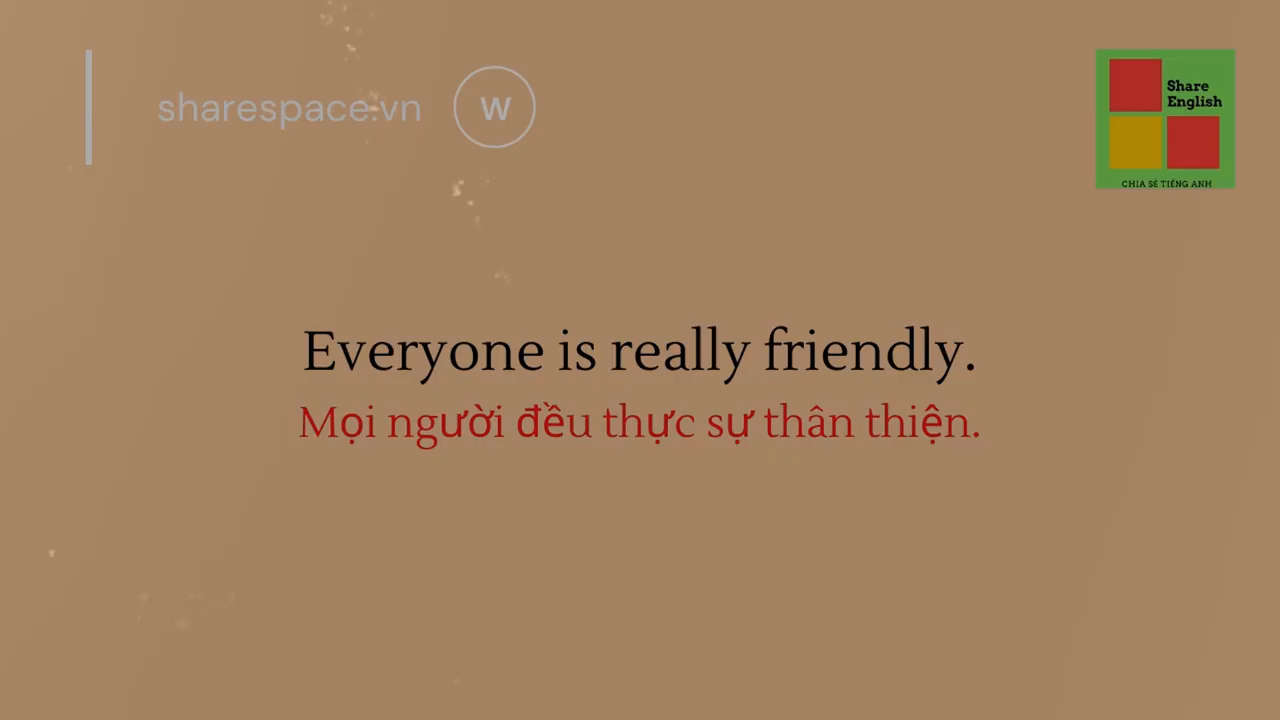 sharespace.vn
W
Share
English
CHIA SẺ TIẾNG ANH
Everyone is really friendly.
Mọi người đều thực sự thân thiện.